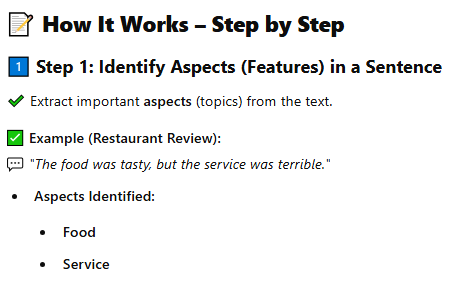 📝 How It Works – Step by Step
1️⃣ Step 1: Identify Aspects (Features) in a Sentence
✔ Extract important aspects (topics) from the text.
✅ Example (Restaurant Review):
💬 "The food was tasty, but the service was terrible."
• Aspects Identified:
• Food
• Service